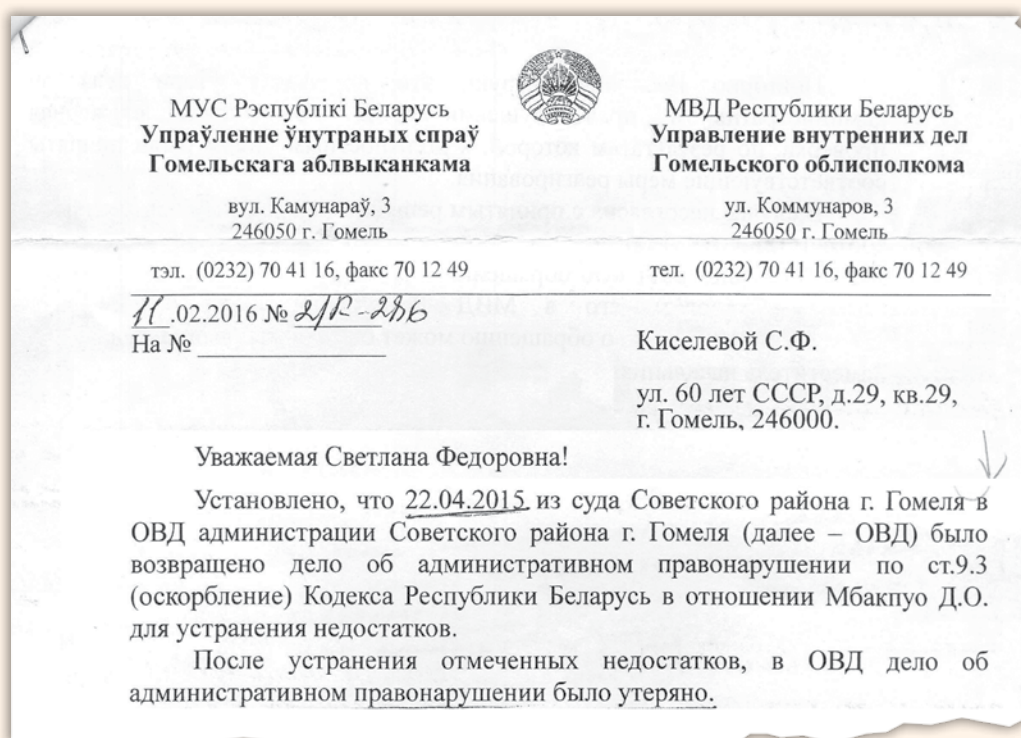 МУС Рэспублікі Беларусь
Упраўленне ўнутраных спраў
Гомельскага аблвыканкама
вул. Камунараў, 3
246050 г. Гомель
тэл. (0232) 70 41 16, факс 70 12 49
МВД Республики Беларусь
Управление внутренних дел
Гомельского облисполкома
ул. Коммунаров, 3
246050 г. Гомель
тел. (0232) 70 41 16, факс 70 12 49
11.02.2016 №
На №
Киселевой С.Ф.
ул. 60 лет СССР, д.29, кв.29,
г. Гомель, 246000.
Уважаемая Светлана Федоровна!
Установлено, что 22.04.2015 из суда Советского района г. Гомеля в
ОВД администрации Советского района г. Гомеля (далее – ОВД) было
возвращено дело об административном правонарушении по ст.9.3
(оскорбление) Кодекса Республики Беларусь в отношении Мбакпуо Д.О.
для устранения недостатков.
После устранения отмеченных недостатков, в ОВД дело об
административном правонарушении было утеряно.